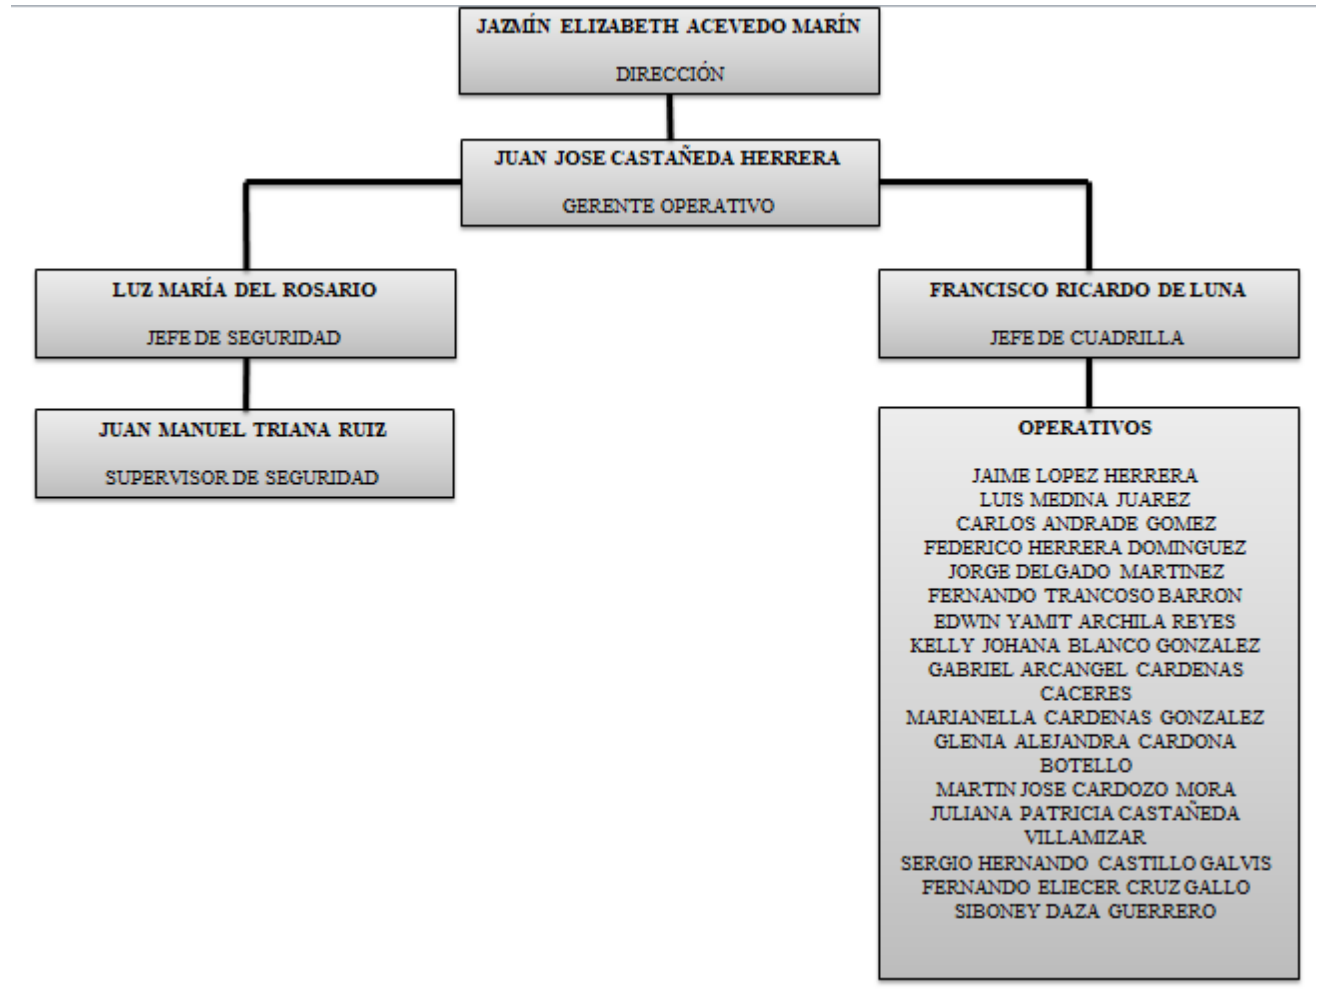 JAZMÍN ELIZABETH ACEVEDO MARÍN
DIRECCIÓN
JUAN JOSE CASTAÑEDA HERRERA
GERENTE OPERATIVO
LUZ MARÍA DEL ROSARIO
JEFE DE SEGURIDAD
FRANCISCO RICARDO DE LUNA
JEFE DE CUADRILLA
JUAN MANUEL TRIANA RUIZ
SUPERVISOR DE SEGURIDAD
OPERATIVOS
JAIME LOPEZ HERRERA
LUIS MEDINA JUAREZ
CARLOS ANDRADE GOMEZ
FEDERICO HERRERA DOMINGUEZ
JORGE DELGADO MARTINEZ
FERNANDO TRANCOSO BARRON
EDWIN YAMIT ARCHILA REYES
KELLY JOHANA BLANCO GONZALEZ
GABRIEL ARCANGEL CARDENAS
CACERES
MARIANELLA CARDENAS GONZALEZ
GLENIA ALEJANDRA CARDONA
BOTELLO
MARTIN JOSE CARDOZO MORA
JULIANA PATRICIA CASTAÑEDA
VILLAMIZAR
SERGIO HERNANDO CASTILLO GALVIS
FERNANDO ELIECER CRUZ GALLO
SIBONEY DAZA GUERRERO